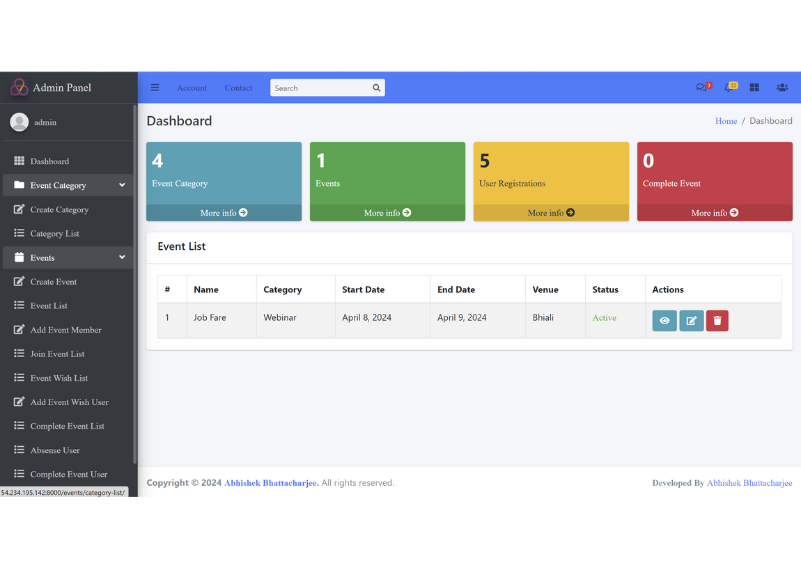 Admin Panel
Account Contact Search 3 33
admin
Dashboard
Home / Dashboard
4
Event Category
More info
1
Events
More info
5
User Registrations
More info
0
Complete Event
More info
Dashboard
Event Category
Create Category
Category List
Events
Create Event
Event List
Add Event Member
Join Event List
Event Wish List
Add Event Wish User
Complete Event List
Absense User
Complete Event User
Event List
# Name Category Start Date End Date Venue Status Actions
1 Job Fare Webinar April 8, 2024 April 9, 2024 Bhiali Active
Copyright © 2024 Abhishek Bhattacharjee. All rights reserved.
Developed By Abhishek Bhattacharjee
54.234.195.142:8000/events/category-list/